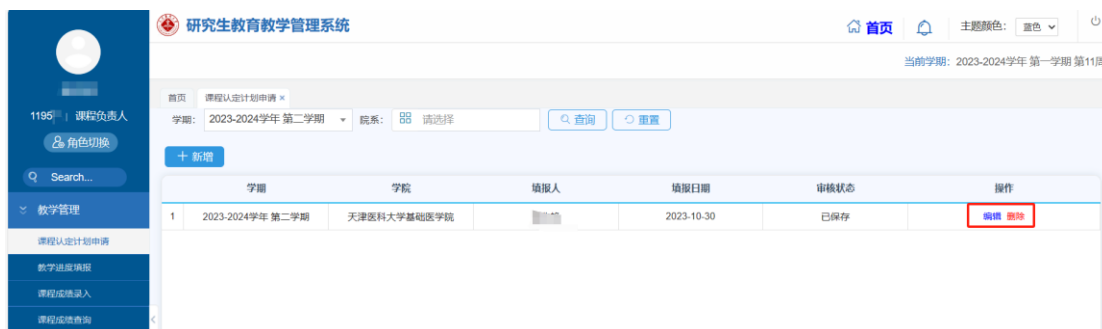 研究生教育教学管理系统
首页
主题颜色: 蓝色
当前学期: 2023-2024学年 第一学期 第11周
1195
| 课程负责人
角色切换
Search...
教学管理
课程认定计划申请
教学进度填报
课程成绩录入
课程成绩查询
首页 课程认定计划申请 ×
学期: 2023-2024学年 第二学期 院系: 请选择 查询 重置
+ 新增
学期 学院 填报人 填报日期 审核状态 操作
1 2023-2024学年 第二学期 天津医科大学基础医学院 2023-10-30 已保存 编辑 删除